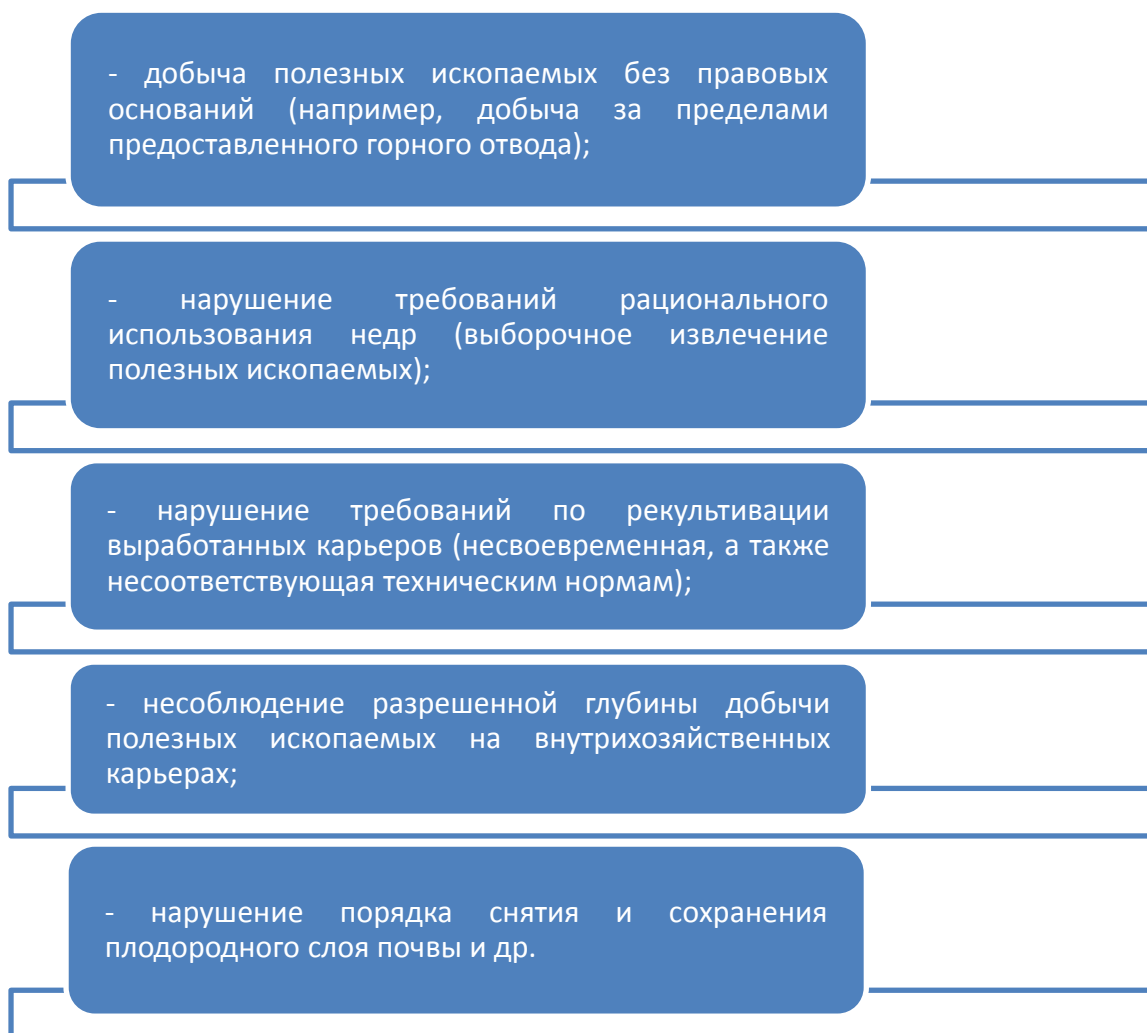 - добыча полезных ископаемых без правовых
оснований (например, добыча за пределами
предоставленного горного отвода);
- нарушение требований рационального
использования недр (выборочное извлечение
полезных ископаемых);
- нарушение требований по рекультивации
выработанных карьеров (несвоевременная, а также
несоответствующая техническим нормам);
- несоблюдение разрешенной глубины добычи
полезных ископаемых на внутрихозяйственных
карьерах;
- нарушение порядка снятия и сохранения
плодородного слоя почвы и др.